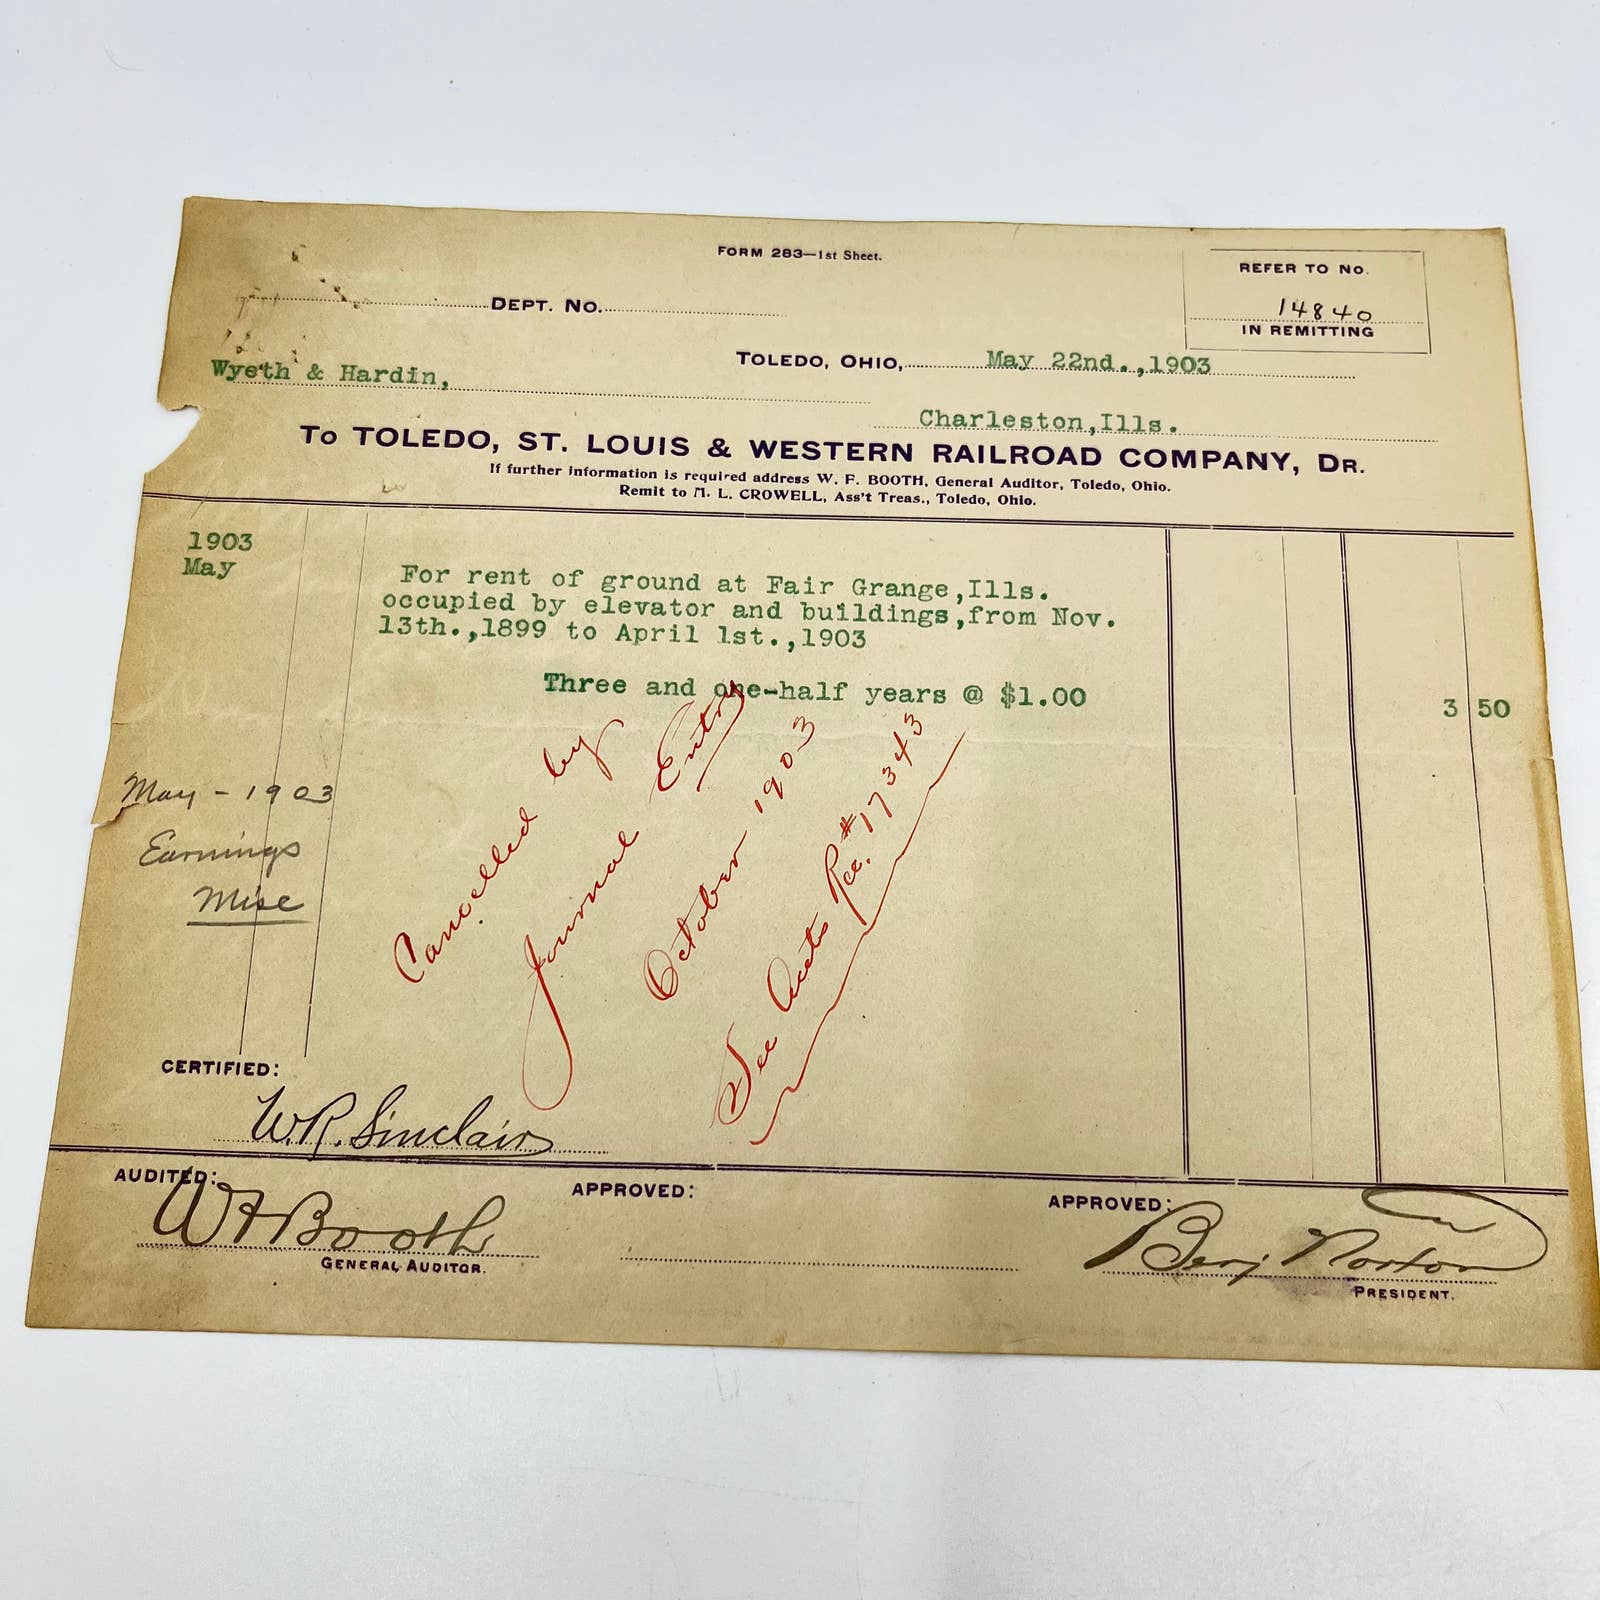 FORM 283—1st Sheet.
REFER TO No.
14840
IN REMITTING
DEPT. No.
TOLEDO, OHIO, May 22nd.,1903
Wyeth & Hardin,
Charleston,Ills.
To TOLEDO, ST. LOUIS & WESTERN RAILROAD COMPANY, DR.
If further information is required address W. F. BOOTH, General Auditor, Toledo, Ohio.
Remit to M. L. CROWELL, Ass't Treas., Toledo, Ohio.
1903
May
For rent of ground at Fair Grange,Ills.
occupied by elevator and buildings,from Nov.
13th.,1899 to April 1st.,1903
Three and one-half years @ $1.00 3 50
May - 1903
Earnings
Misc
Cancelled by
Journal Entry
October 1903
See Accts Rec. #17343
CERTIFIED:
W.R. Sinclair
AUDITED:
W F Booth
GENERAL AUDITOR.
APPROVED:
APPROVED:
Benj Norton
PRESIDENT.